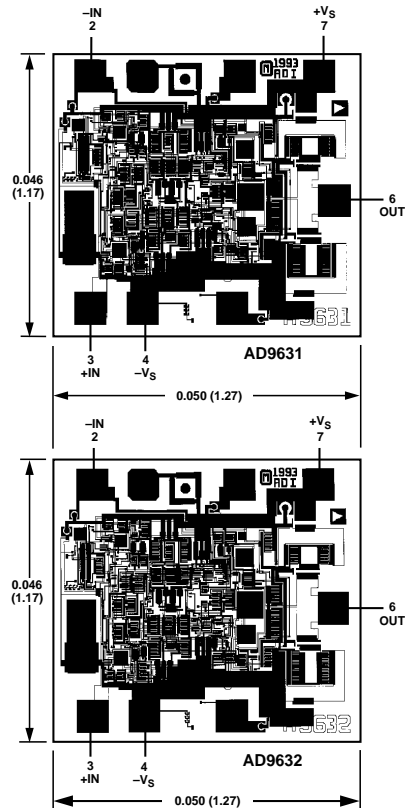 –IN
2
+VS
7
Ⓜ 1993
ADI
0.046
(1.17)
6
OUT
3
+IN
4
–VS
9631
AD9631
0.050 (1.27)
–IN
2
+VS
7
Ⓜ 1993
ADI
0.046
(1.17)
6
OUT
3
+IN
4
–VS
9632
AD9632
0.050 (1.27)